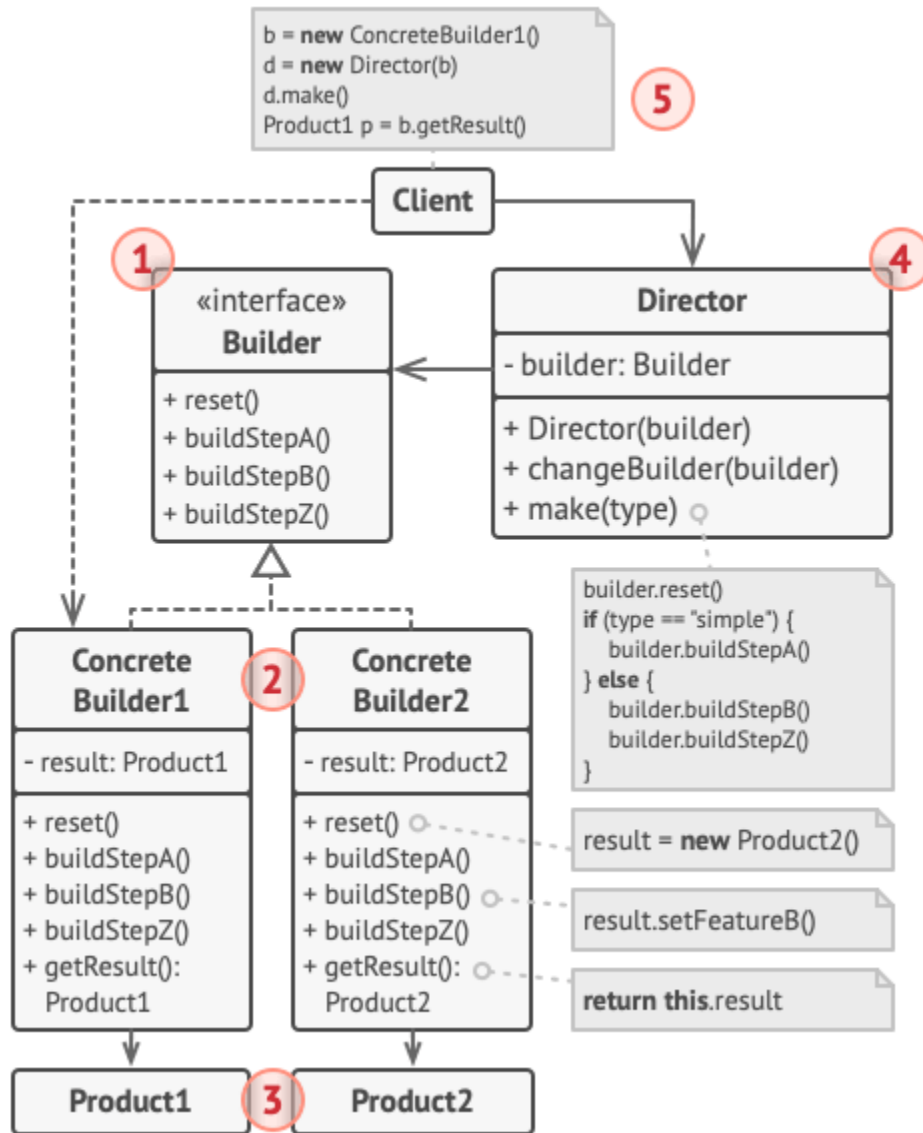 b = new ConcreteBuilder1()
d = new Director(b)
d.make()
Product1 p = b.getResult()
5
Client
1
«interface»
Builder
+ reset()
+ buildStepA()
+ buildStepB()
+ buildStepZ()
4
Director
- builder: Builder
+ Director(builder)
+ changeBuilder(builder)
+ make(type)
builder.reset()
if (type == "simple") {
builder.buildStepA()
} else {
builder.buildStepB()
builder.buildStepZ()
}
Concrete
Builder1
- result: Product1
+ reset()
+ buildStepA()
+ buildStepB()
+ buildStepZ()
+ getResult():
Product1
2
Concrete
Builder2
- result: Product2
+ reset()
+ buildStepA()
+ buildStepB()
+ buildStepZ()
+ getResult():
Product2
result = new Product2()
result.setFeatureB()
return this.result
Product1
3
Product2